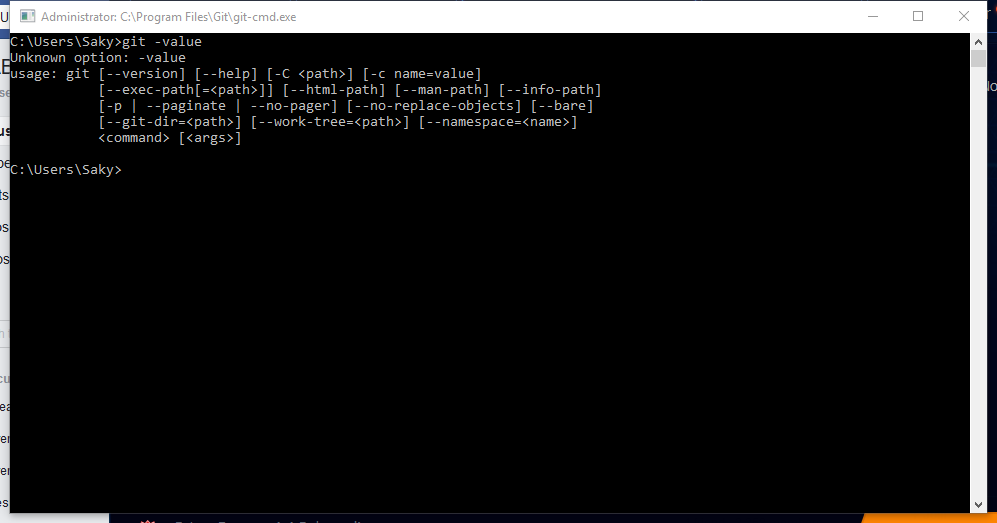 Administrator: C:\Program Files\Git\git-cmd.exe
C:\Users\Saky>git -value
Unknown option: -value
usage: git [--version] [--help] [-C <path>] [-c name=value]
[--exec-path[=<path>]] [--html-path] [--man-path] [--info-path]
[-p | --paginate | --no-pager] [--no-replace-objects] [--bare]
[--git-dir=<path>] [--work-tree=<path>] [--namespace=<name>]
<command> [<args>]
C:\Users\Saky>